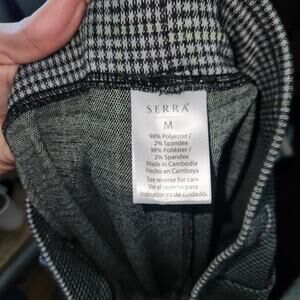 SERRA
M
98% Polyester /
2% Spandex
98% Poliéster /
2% Spandex
Made in Cambodia
Hecho en Camboya
See reverse for care
Ver el reverso para
indicaciones de cuidado.